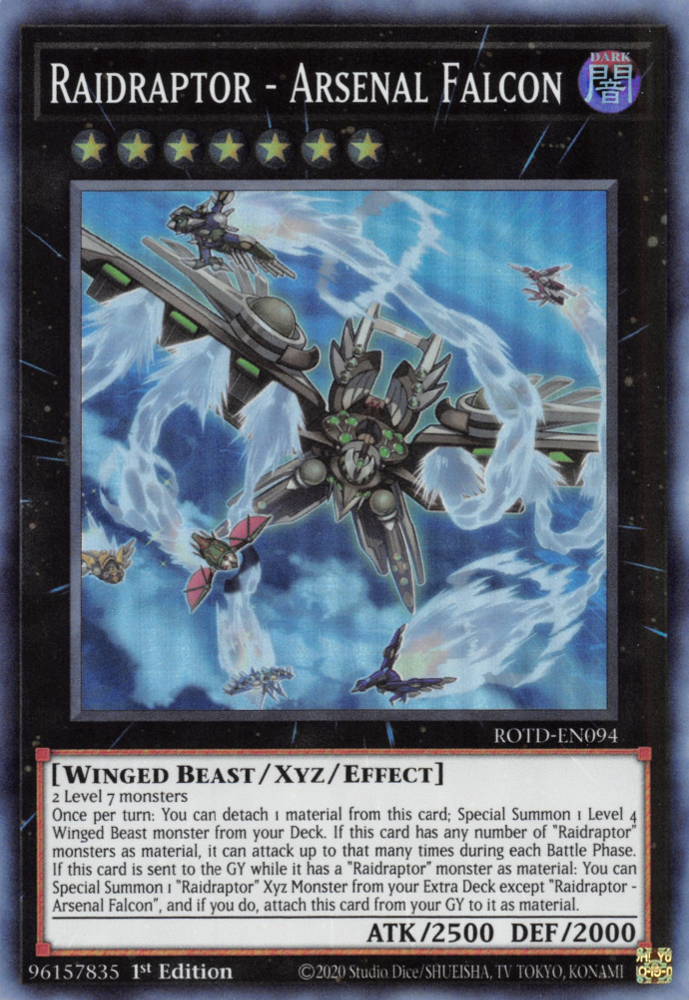 Raidraptor - Arsenal Falcon
DARK
闇
ROTD-EN094
[Winged Beast/Xyz/Effect]
2 Level 7 monsters
Once per turn: You can detach 1 material from this card; Special Summon 1 Level 4
Winged Beast monster from your Deck. If this card has any number of "Raidraptor"
monsters as material, it can attack up to that many times during each Battle Phase.
If this card is sent to the GY while it has a "Raidraptor" monster as material: You can
Special Summon 1 "Raidraptor" Xyz Monster from your Extra Deck except "Raidraptor -
Arsenal Falcon", and if you do, attach this card from your GY to it as material.
ATK/2500 DEF/2000
96157835 1st Edition ©2020 Studio Dice/SHUEISHA, TV TOKYO, KONAMI